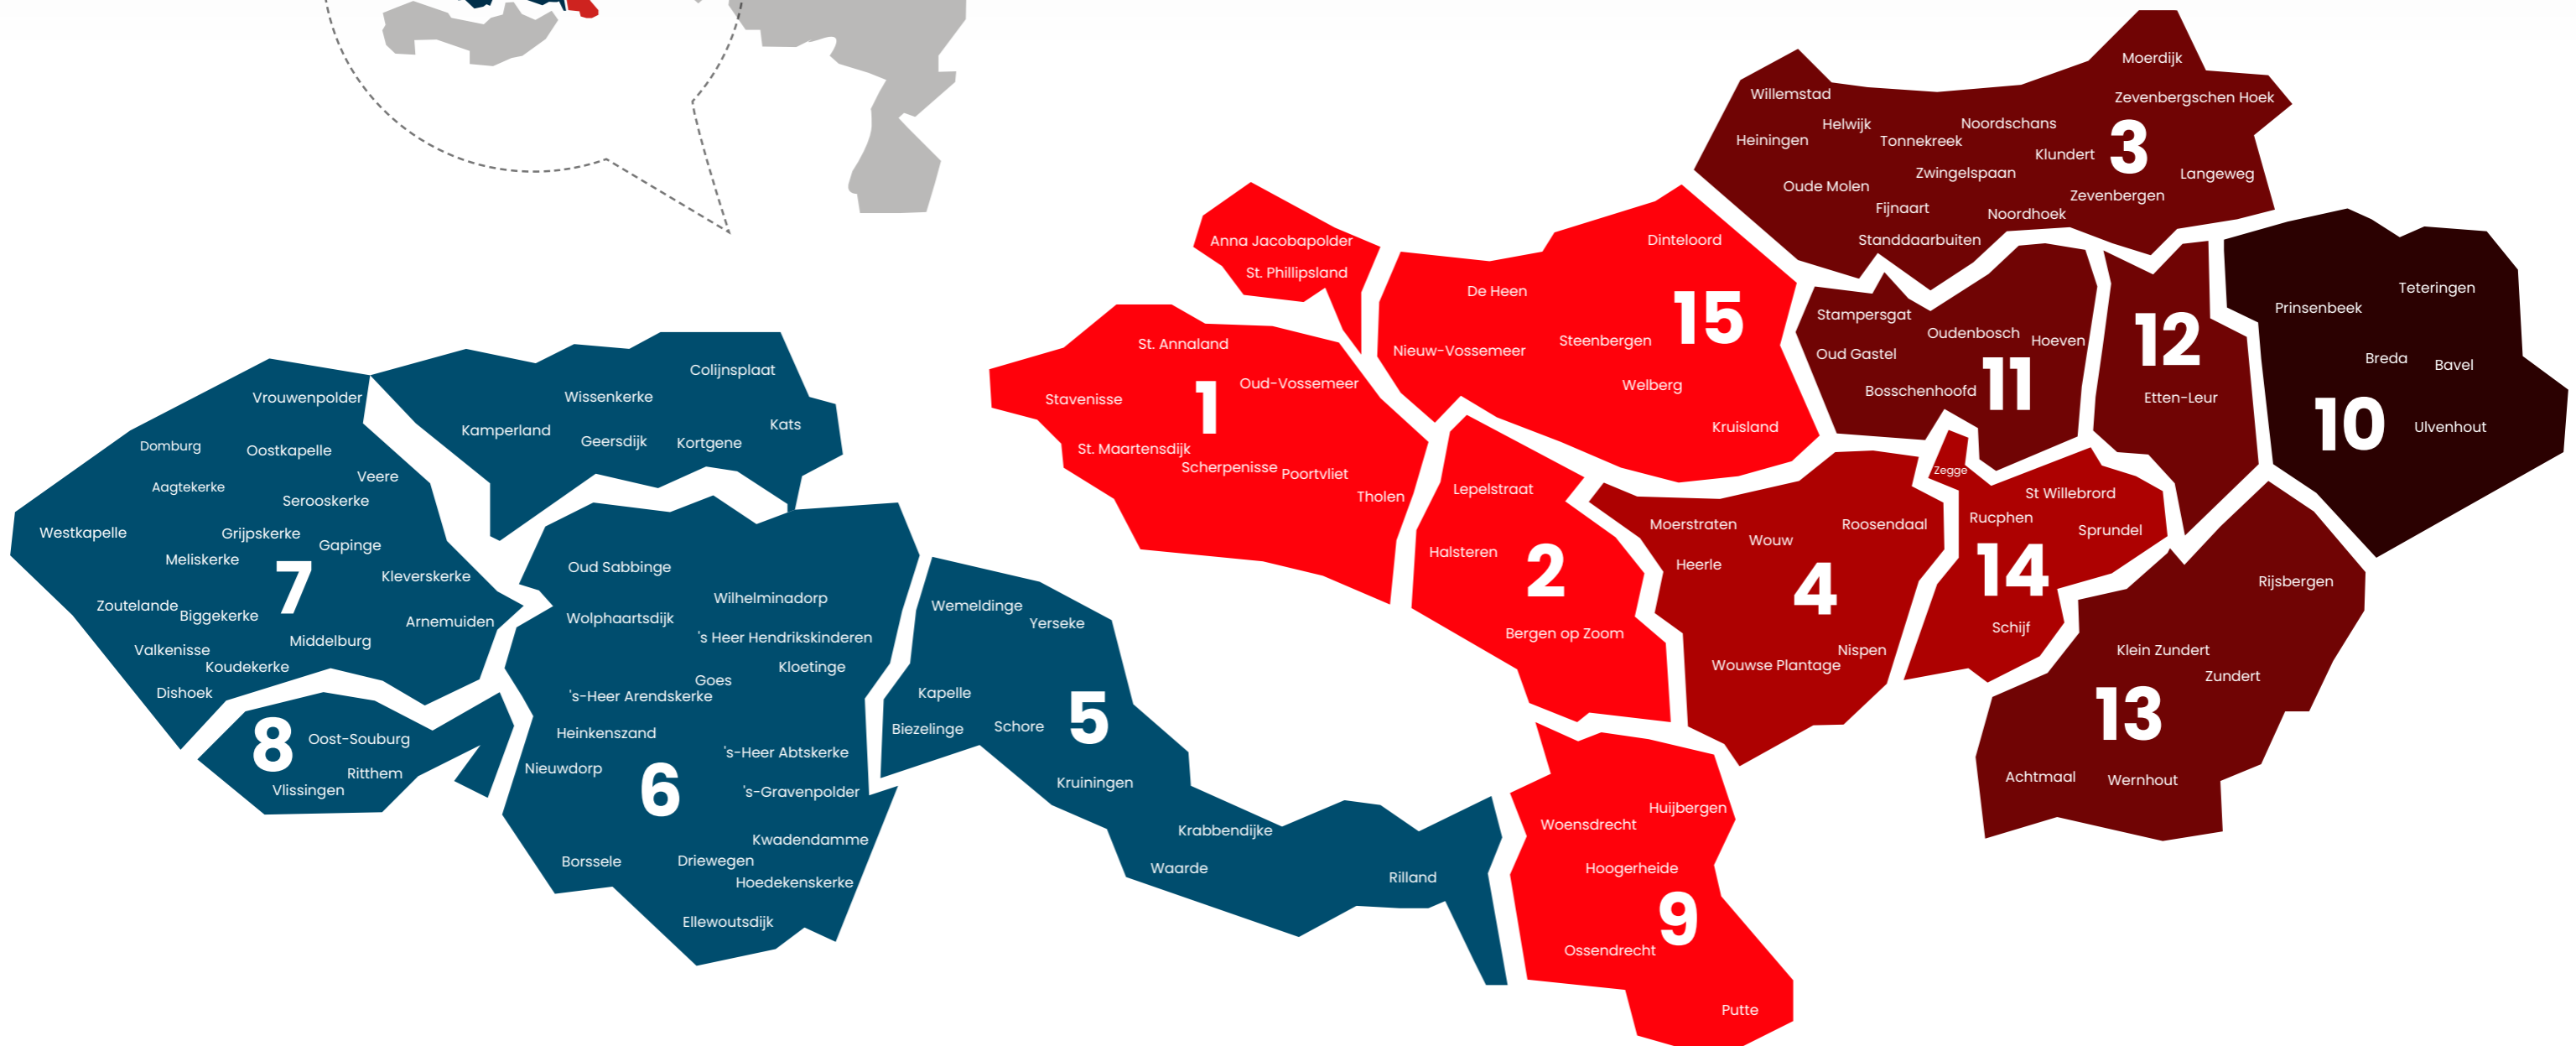 Vrouwenpolder
Domburg
Oostkapelle
Veere
Aagtekerke
Serooskerke
Westkapelle
Grijpskerke
Gapinge
Meliskerke
Kleverskerke
7
Zoutelande
Biggekerke
Arnemuiden
Middelburg
Valkenisse
Koudekerke
Dishoek
Colijnsplaat
Wissenkerke
Kamperland
Geersdijk
Kortgene
Kats
8
Oost-Souburg
Ritthem
Vlissingen
Oud Sabbinge
Wilhelminadorp
Wolphaartsdijk
's Heer Hendrikskinderen
Kloetinge
Goes
's-Heer Arendskerke
Heinkenszand
's-Heer Abtskerke
Nieuwdorp
6
's-Gravenpolder
Kwadendamme
Borssele
Driewegen
Hoedekenskerke
Ellewoutsdijk
Wemeldinge
Yerseke
Kapelle
Biezelinge
Schore
5
Kruiningen
Krabbendijke
Waarde
Rilland
Anna Jacobapolder
St. Phillipsland
St. Annaland
Oud-Vossemeer
Stavenisse
1
St. Maartensdijk
Scherpenisse
Poortvliet
Tholen
Dinteloord
De Heen
15
Steenbergen
Nieuw-Vossemeer
Welberg
Kruisland
Lepelstraat
Halsteren
2
Bergen op Zoom
Huijbergen
Woensdrecht
Hoogerheide
9
Ossendrecht
Putte
Moerdijk
Willemstad
Zevenbergschen Hoek
Helwijk
Noordschans
Heiningen
Tonnekreek
Klundert
3
Zwingelspaan
Langeweg
Oude Molen
Zevenbergen
Fijnaart
Noordhoek
Standdaarbuiten
Stampersgat
Oudenbosch
Hoeven
Oud Gastel
Bosschenhoofd
11
12
Etten-Leur
Teteringen
Prinsenbeek
Breda
Bavel
10
Ulvenhout
Moerstraten
Roosendaal
Wouw
Heerle
4
Nispen
Wouwse Plantage
Zegge
St Willebrord
Rucphen
Sprundel
14
Schijf
Rijsbergen
Klein Zundert
Zundert
13
Achtmaal
Wernhout